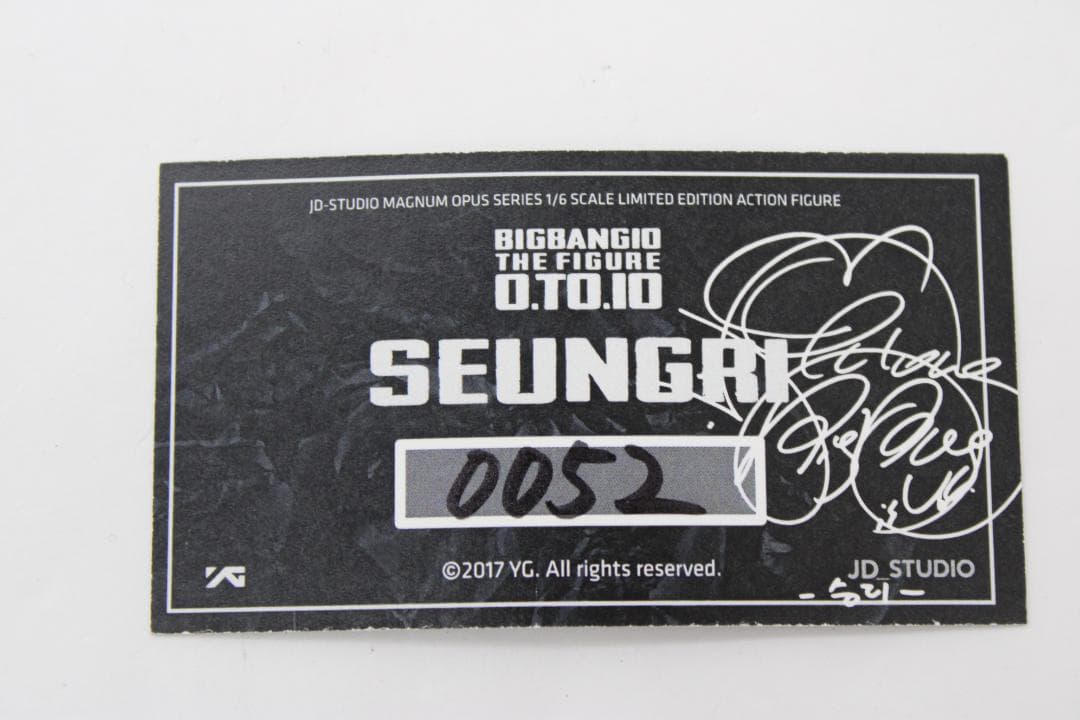 JD-STUDIO MAGNUM OPUS SERIES 1/6 SCALE LIMITED EDITION ACTION FIGURE
BIGBANG10
THE FIGURE
0.TO.10
SEUNGRI
0052
©2017 YG. All rights reserved.
YG
JD_STUDIO
- 승리 -